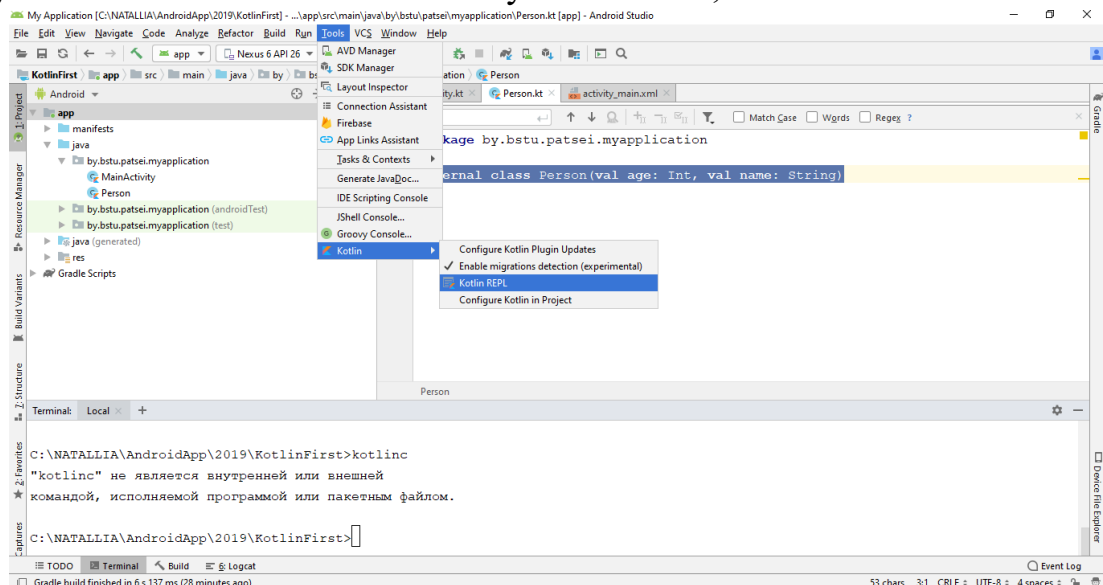 My Application [C:\NATALLIA\AndroidApp\2019\KotlinFirst] - ...\app\src\main\java\by\bstu\patsei\myapplication\Person.kt [app] - Android Studio
File Edit View Navigate Code Analyze Refactor Build Run Tools VCS Window Help
app Nexus 6 API 26
KotlinFirst app src main java by bs
ation Person
Android
ity.kt Person.kt activity_main.xml
Match Case Words Regex ?
app
manifests
java
by.bstu.patsei.myapplication
MainActivity
Person
by.bstu.patsei.myapplication (androidTest)
by.bstu.patsei.myapplication (test)
java (generated)
res
Gradle Scripts
AVD Manager
SDK Manager
Layout Inspector
Connection Assistant
Firebase
App Links Assistant
Tasks & Contexts
Generate JavaDoc...
IDE Scripting Console
JShell Console...
Groovy Console...
Kotlin
Configure Kotlin Plugin Updates
Enable migrations detection (experimental)
Kotlin REPL
Configure Kotlin in Project
kage by.bstu.patsei.myapplication
ernal class Person(val age: Int, val name: String)
Person
1: Project
Resource Manager
Build Variants
7: Structure
2: Favorites
Captures
Gradle
Device File Explorer
Terminal: Local +
C:\NATALLIA\AndroidApp\2019\KotlinFirst>kotlinc
"kotlinc" не является внутренней или внешней
командой, исполняемой программой или пакетным файлом.
C:\NATALLIA\AndroidApp\2019\KotlinFirst>
TODO Terminal Build 6: Logcat Event Log
Gradle build finished in 6 s 137 ms (28 minutes ago) 53 chars 3:1 CRLF UTF-8 4 spaces